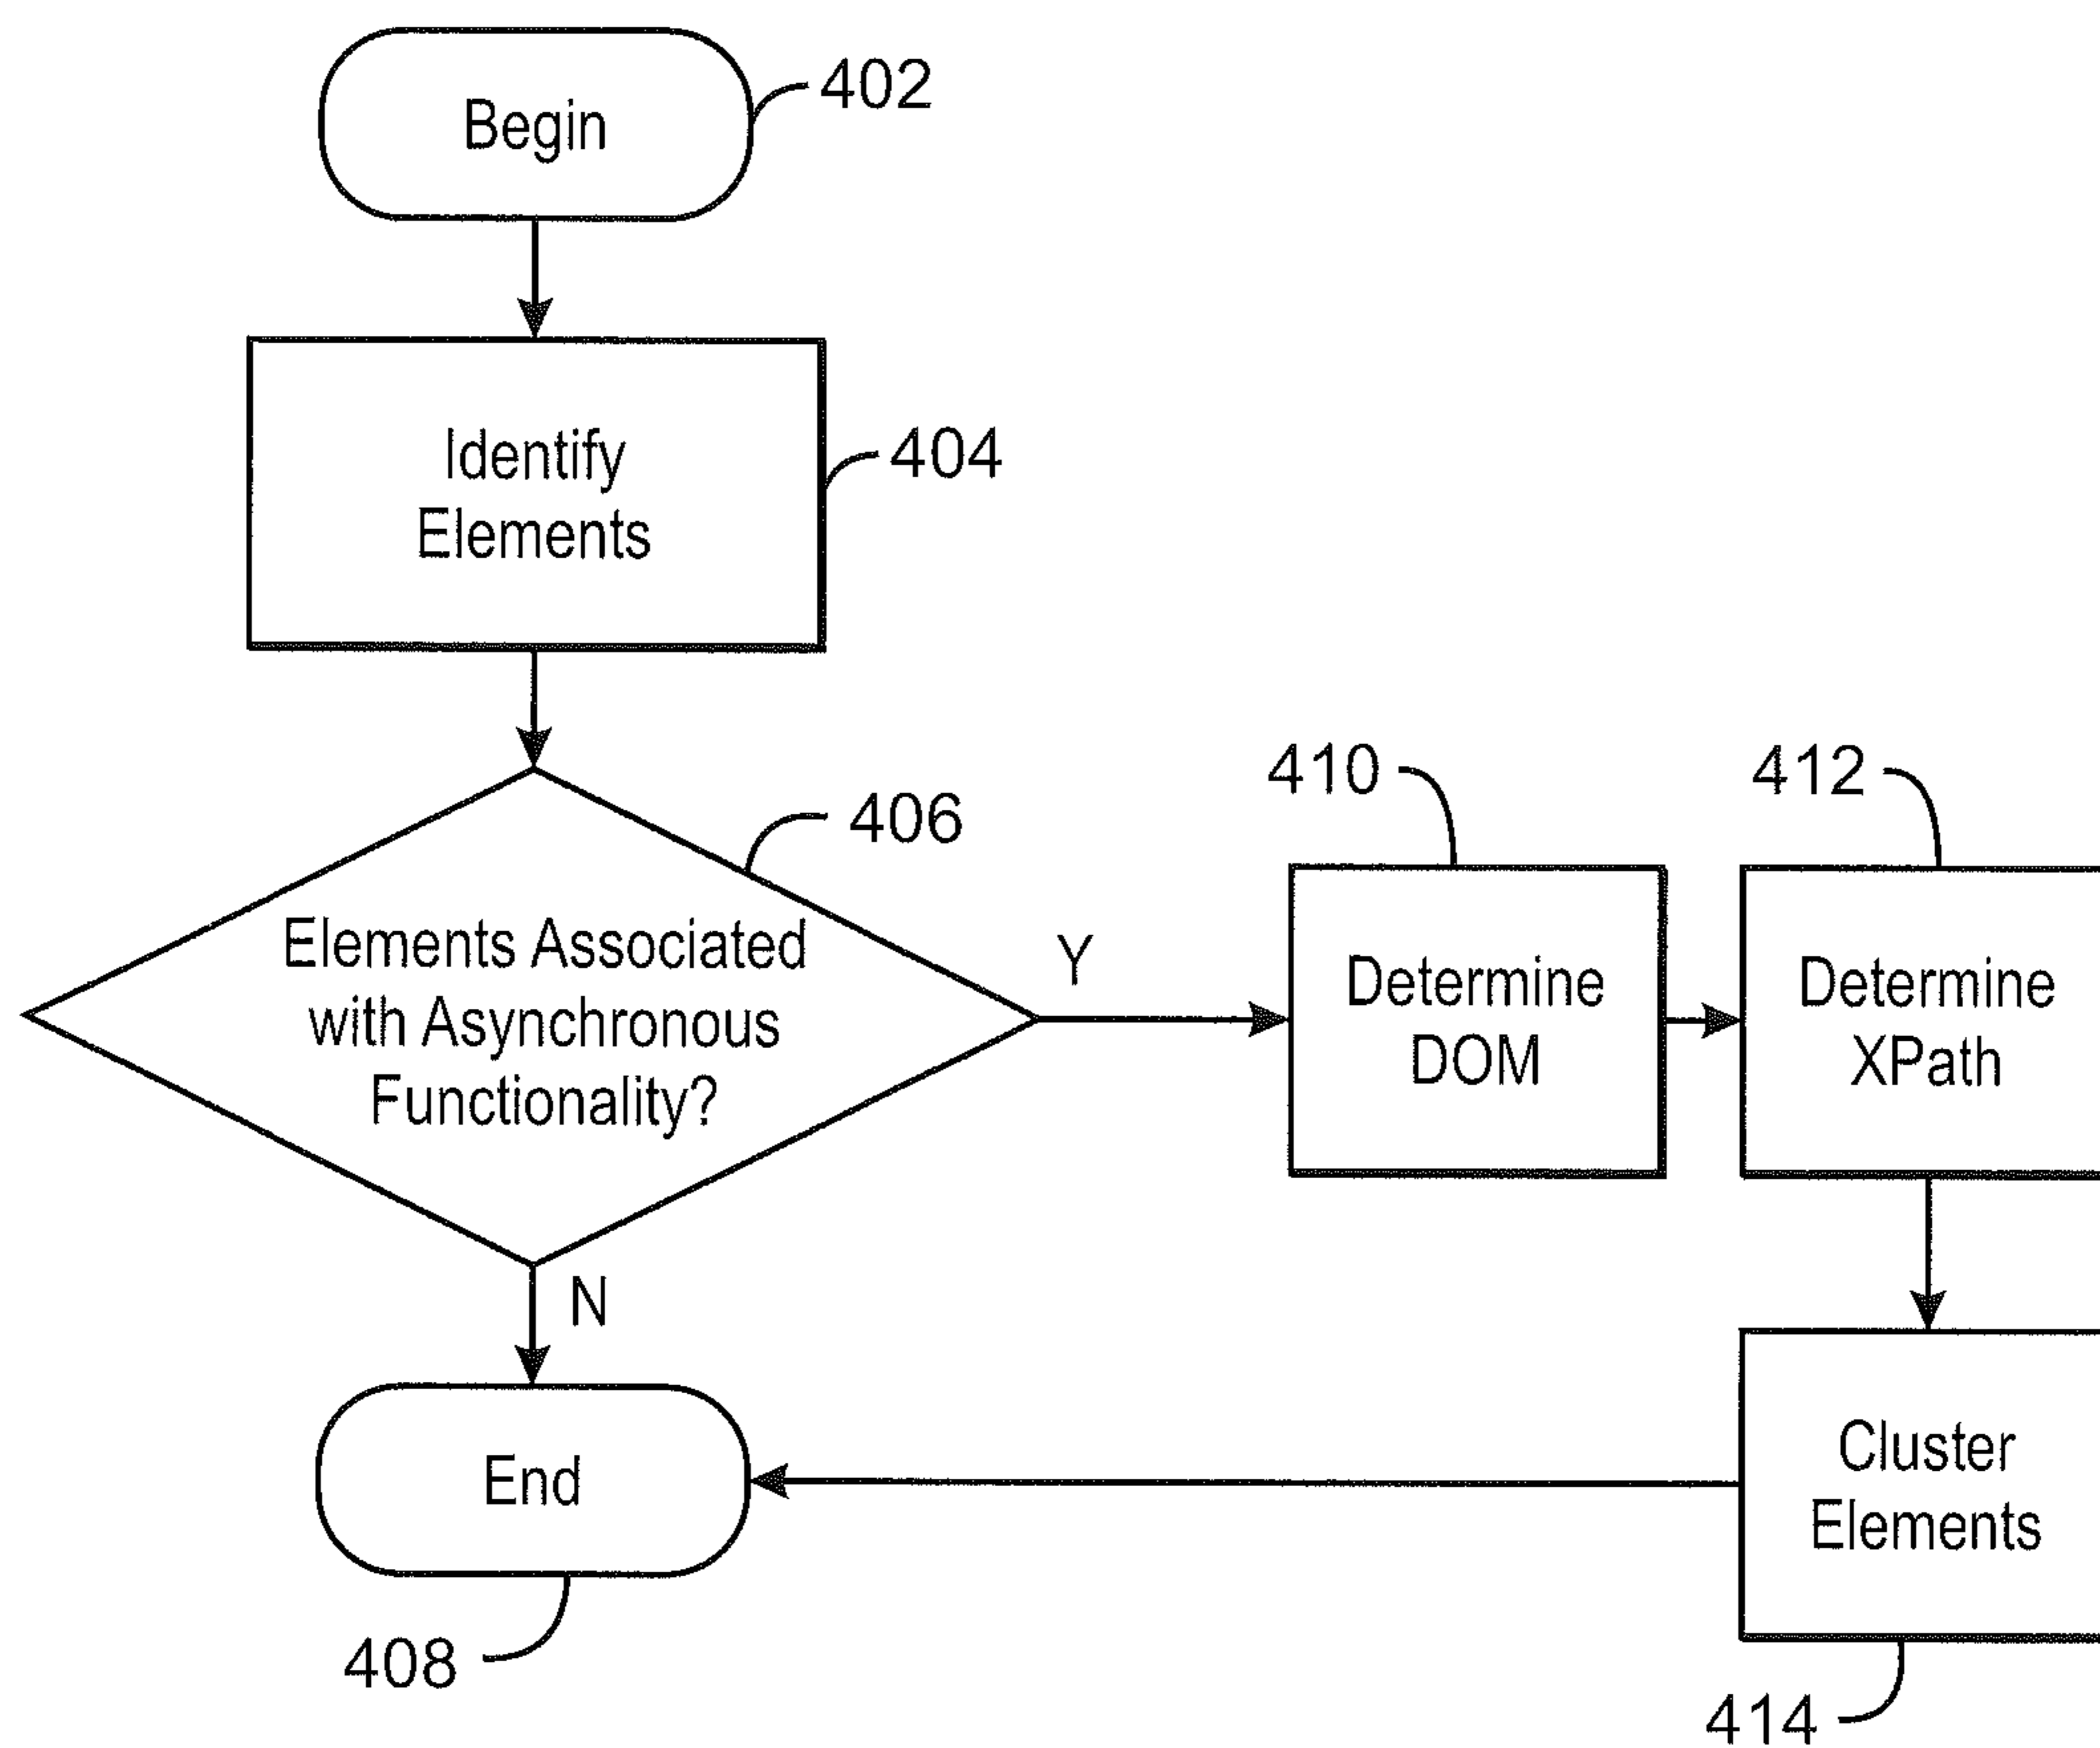 Begin
402
Identify
Elements
404
406
Elements Associated
with Asynchronous
Functionality?
Y
N
410
Determine
DOM
412
Determine
XPath
Cluster
Elements
414
End
408